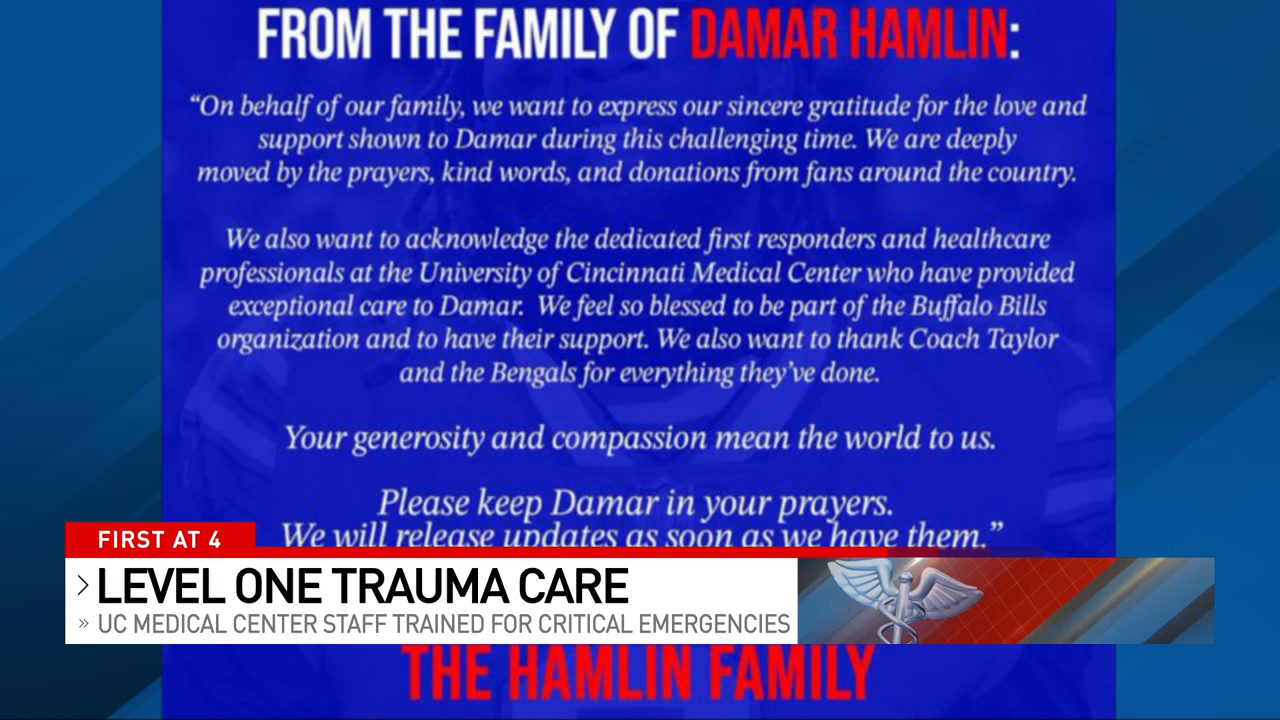 FROM THE FAMILY OF DAMAR HAMLIN:
“On behalf of our family, we want to express our sincere gratitude for the love and
support shown to Damar during this challenging time. We are deeply
moved by the prayers, kind words, and donations from fans around the country.
We also want to acknowledge the dedicated first responders and healthcare
professionals at the University of Cincinnati Medical Center who have provided
exceptional care to Damar.  We feel so blessed to be part of the Buffalo Bills
organization and to have their support. We also want to thank Coach Taylor
and the Bengals for everything they’ve done.
Your generosity and compassion mean the world to us.
Please keep Damar in your prayers.
We will release updates as soon as we have them.”
FIRST AT 4
> LEVEL ONE TRAUMA CARE
» UC MEDICAL CENTER STAFF TRAINED FOR CRITICAL EMERGENCIES
THE HAMLIN FAMILY